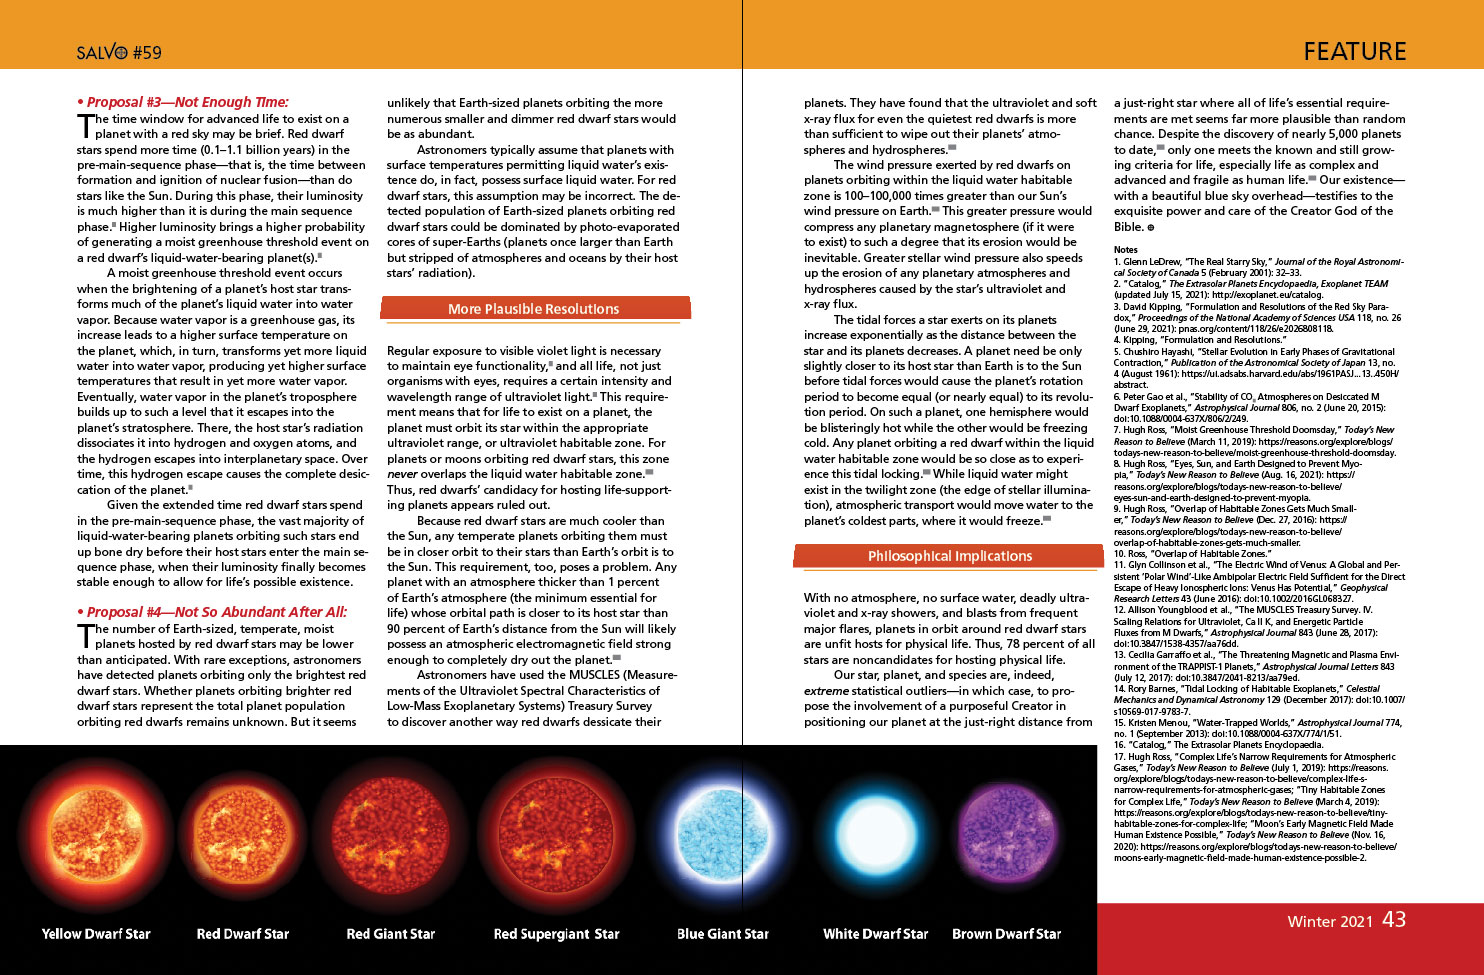 SALVO #59
FEATURE
• Proposal #3—Not Enough Time:
The time window for advanced life to exist on a
planet with a red sky may be brief. Red dwarf
stars spend more time (0.1–1.1 billion years) in the
pre-main-sequence phase—that is, the time between
formation and ignition of nuclear fusion—than do
stars like the Sun. During this phase, their luminosity
is much higher than it is during the main sequence
phase. Higher luminosity brings a higher probability
of generating a moist greenhouse threshold event on
a red dwarf's liquid-water-bearing planet(s).
A moist greenhouse threshold event occurs
when the brightening of a planet's host star trans-
forms much of the planet's liquid water into water
vapor. Because water vapor is a greenhouse gas, its
increase leads to a higher surface temperature on
the planet, which, in turn, transforms yet more liquid
water into water vapor, producing yet higher surface
temperatures that result in yet more water vapor.
Eventually, water vapor in the planet's troposphere
builds up to such a level that it escapes into the
planet's stratosphere. There, the host star's radiation
dissociates it into hydrogen and oxygen atoms, and
the hydrogen escapes into interplanetary space. Over
time, this hydrogen escape causes the complete desic-
cation of the planet.
Given the extended time red dwarf stars spend
in the pre-main-sequence phase, the vast majority of
liquid-water-bearing planets orbiting such stars end
up bone dry before their host stars enter the main se-
quence phase, when their luminosity finally becomes
stable enough to allow for life's possible existence.
• Proposal #4—Not So Abundant After All:
The number of Earth-sized, temperate, moist
planets hosted by red dwarf stars may be lower
than anticipated. With rare exceptions, astronomers
have detected planets orbiting only the brightest red
dwarf stars. Whether planets orbiting brighter red
dwarf stars represent the total planet population
orbiting red dwarfs remains unknown. But it seems
unlikely that Earth-sized planets orbiting the more
numerous smaller and dimmer red dwarf stars would
be as abundant.
Astronomers typically assume that planets with
surface temperatures permitting liquid water's exis-
tence do, in fact, possess surface liquid water. For red
dwarf stars, this assumption may be incorrect. The de-
tected population of Earth-sized planets orbiting red
dwarf stars could be dominated by photo-evaporated
cores of super-Earths (planets once larger than Earth
but stripped of atmospheres and oceans by their host
stars' radiation).
More Plausible Resolutions
Regular exposure to visible violet light is necessary
to maintain eye functionality, and all life, not just
organisms with eyes, requires a certain intensity and
wavelength range of ultraviolet light. This require-
ment means that for life to exist on a planet, the
planet must orbit its star within the appropriate
ultraviolet range, or ultraviolet habitable zone. For
planets or moons orbiting red dwarf stars, this zone
never overlaps the liquid water habitable zone.
Thus, red dwarfs' candidacy for hosting life-support-
ing planets appears ruled out.
Because red dwarf stars are much cooler than
the Sun, any temperate planets orbiting them must
be in closer orbit to their stars than Earth's orbit is to
the Sun. This requirement, too, poses a problem. Any
planet with an atmosphere thicker than 1 percent
of Earth's atmosphere (the minimum essential for
life) whose orbital path is closer to its host star than
90 percent of Earth's distance from the Sun will likely
possess an atmospheric electromagnetic field strong
enough to completely dry out the planet.
Astronomers have used the MUSCLES (Measure-
ments of the Ultraviolet Spectral Characteristics of
Low-Mass Exoplanetary Systems) Treasury Survey
to discover another way red dwarfs dessicate their
planets. They have found that the ultraviolet and soft
x-ray flux for even the quietest red dwarfs is more
than sufficient to wipe out their planets' atmo-
spheres and hydrospheres.
The wind pressure exerted by red dwarfs on
planets orbiting within the liquid water habitable
zone is 100–100,000 times greater than our Sun's
wind pressure on Earth. This greater pressure would
compress any planetary magnetosphere (if it were
to exist) to such a degree that its erosion would be
inevitable. Greater stellar wind pressure also speeds
up the erosion of any planetary atmospheres and
hydrospheres caused by the star's ultraviolet and
x-ray flux.
The tidal forces a star exerts on its planets
increase exponentially as the distance between the
star and its planets decreases. A planet need be only
slightly closer to its host star than Earth is to the Sun
before tidal forces would cause the planet's rotation
period to become equal (or nearly equal) to its revolu-
tion period. On such a planet, one hemisphere would
be blisteringly hot while the other would be freezing
cold. Any planet orbiting a red dwarf within the liquid
water habitable zone would be so close as to experi-
ence this tidal locking. While liquid water might
exist in the twilight zone (the edge of stellar illumina-
tion), atmospheric transport would move water to the
planet's coldest parts, where it would freeze.
Philosophical Implications
With no atmosphere, no surface water, deadly ultra-
violet and x-ray showers, and blasts from frequent
major flares, planets in orbit around red dwarf stars
are unfit hosts for physical life. Thus, 78 percent of all
stars are noncandidates for hosting physical life.
Our star, planet, and species are, indeed,
extreme statistical outliers—in which case, to pro-
pose the involvement of a purposeful Creator in
positioning our planet at the just-right distance from
a just-right star where all of life's essential require-
ments are met seems far more plausible than random
chance. Despite the discovery of nearly 5,000 planets
to date, only one meets the known and still grow-
ing criteria for life, especially life as complex and
advanced and fragile as human life. Our existence—
with a beautiful blue sky overhead—testifies to the
exquisite power and care of the Creator God of the
Bible.
Notes
1. Glenn LeDrew, "The Real Starry Sky," Journal of the Royal Astronomi-
cal Society of Canada 5 (February 2001): 32–33.
2. "Catalog," The Extrasolar Planets Encyclopaedia, Exoplanet TEAM
(updated July 15, 2021): http://exoplanet.eu/catalog.
3. David Kipping, "Formulation and Resolutions of the Red Sky Para-
dox," Proceedings of the National Academy of Sciences USA 118, no. 26
(June 29, 2021): pnas.org/content/118/26/e2026808118.
4. Kipping, "Formulation and Resolutions."
5. Chushiro Hayashi, "Stellar Evolution in Early Phases of Gravitational
Contraction," Publication of the Astronomical Society of Japan 13, no.
4 (August 1961): https://ui.adsabs.harvard.edu/abs/1961PASJ...13..450H/
abstract.
6. Peter Gao et al., "Stability of CO2 Atmospheres on Desiccated M
Dwarf Exoplanets," Astrophysical Journal 806, no. 2 (June 20, 2015):
doi:10.1088/0004-637X/806/2/249.
7. Hugh Ross, "Moist Greenhouse Threshold Doomsday," Today's New
Reason to Believe (March 11, 2019): https://reasons.org/explore/blogs/
todays-new-reason-to-believe/moist-greenhouse-threshold-doomsday.
8. Hugh Ross, "Eyes, Sun, and Earth Designed to Prevent Myo-
pia," Today's New Reason to Believe (Aug. 16, 2021): https://
reasons.org/explore/blogs/todays-new-reason-to-believe/
eyes-sun-and-earth-designed-to-prevent-myopia.
9. Hugh Ross, "Overlap of Habitable Zones Gets Much Small-
er," Today's New Reason to Believe (Dec. 27, 2016): https://
reasons.org/explore/blogs/todays-new-reason-to-believe/
overlap-of-habitable-zones-gets-much-smaller.
10. Ross, "Overlap of Habitable Zones."
11. Glyn Collinson et al., "The Electric Wind of Venus: A Global and Per-
sistent 'Polar Wind'-Like Ambipolar Electric Field Sufficient for the Direct
Escape of Heavy Ionospheric Ions: Venus Has Potential," Geophysical
Research Letters 43 (June 2016): doi:10.1002/2016GL068327.
12. Allison Youngblood et al., "The MUSCLES Treasury Survey. IV.
Scaling Relations for Ultraviolet, Ca II K, and Energetic Particle
Fluxes from M Dwarfs," Astrophysical Journal 843 (June 28, 2017):
doi:10.3847/1538-4357/aa76dd.
13. Cecilia Garraffo et al., "The Threatening Magnetic and Plasma Envi-
ronment of the TRAPPIST-1 Planets," Astrophysical Journal Letters 843
(July 12, 2017): doi:10.3847/2041-8213/aa79ed.
14. Rory Barnes, "Tidal Locking of Habitable Exoplanets," Celestial
Mechanics and Dynamical Astronomy 129 (December 2017): doi:10.1007/
s10569-017-9783-7.
15. Kristen Menou, "Water-Trapped Worlds," Astrophysical Journal 774,
no. 1 (September 2013): doi:10.1088/0004-637X/774/1/51.
16. "Catalog," The Extrasolar Planets Encyclopaedia.
17. Hugh Ross, "Complex Life's Narrow Requirements for Atmospheric
Gases," Today's New Reason to Believe (July 1, 2019): https://reasons.
org/explore/blogs/todays-new-reason-to-believe/complex-life-s-
narrow-requirements-for-atmospheric-gases; "Tiny Habitable Zones
for Complex Life," Today's New Reason to Believe (March 4, 2019):
https://reasons.org/explore/blogs/todays-new-reason-to-believe/tiny-
habitable-zones-for-complex-life; "Moon's Early Magnetic Field Made
Human Existence Possible," Today's New Reason to Believe (Nov. 16,
2020): https://reasons.org/explore/blogs/todays-new-reason-to-believe/
moons-early-magnetic-field-made-human-existence-possible-2.
Yellow Dwarf Star
Red Dwarf Star
Red Giant Star
Red Supergiant Star
Blue Giant Star
White Dwarf Star
Brown Dwarf Star
Winter 2021 43